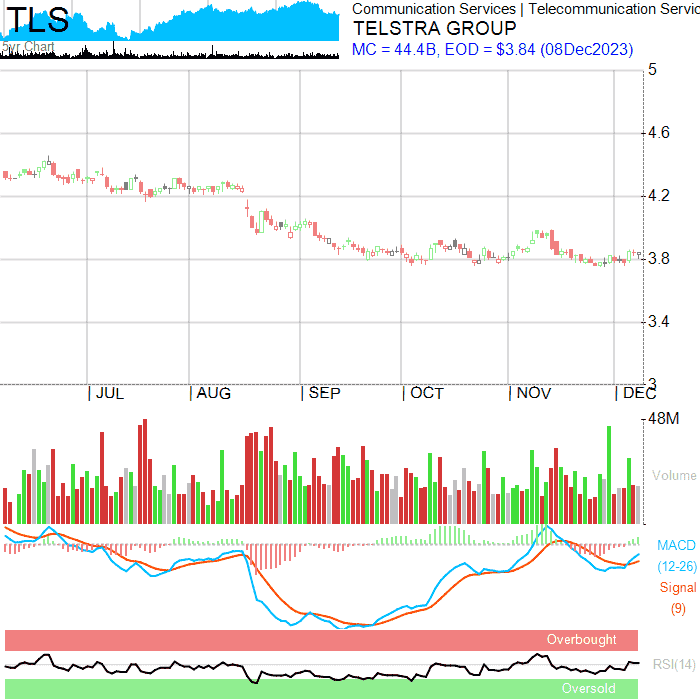 TLS
5yr Chart
Communication Services | Telecommunication Servic
TELSTRA GROUP
MC = 44.4B, EOD = $3.84 (08Dec2023)
5
4.6
4.2
3.8
3.4
3
| JUL | AUG | SEP | OCT | NOV | DEC
48M
Volume
MACD
(12-26)
Signal
(9)
Overbought
RSI(14)
Oversold